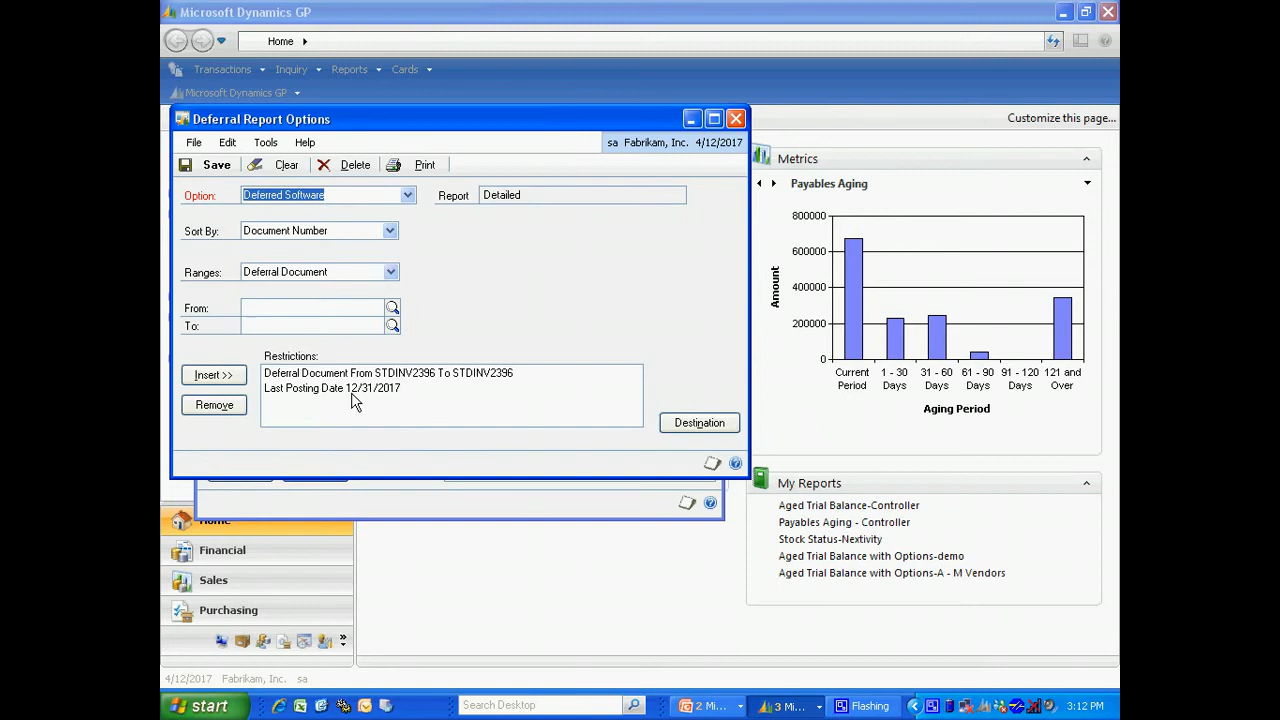 Microsoft Dynamics GP
Home
Transactions Inquiry Reports Cards
Microsoft Dynamics GP
Customize this page...
Deferral Report Options
File Edit Tools Help
sa Fabrikam, Inc. 4/12/2017
Save Clear Delete Print
Option: Deferred Software Report Detailed
Sort By: Document Number
Ranges: Deferral Document
From:
To:
Restrictions:
Insert >>
Deferral Document From STDINV2396 To STDINV2396
Last Posting Date 12/31/2017
Remove
Destination
Metrics
Payables Aging
800000
600000
400000
200000
0
Amount
Current Period
1 - 30 Days
31 - 60 Days
61 - 90 Days
91 - 120 Days
121 and Over
Aging Period
My Reports
Aged Trial Balance-Controller
Payables Aging - Controller
Stock Status-Nextivity
Aged Trial Balance with Options-demo
Aged Trial Balance with Options-A - M Vendors
Home
Financial
Sales
Purchasing
4/12/2017 Fabrikam, Inc. sa
start
Search Desktop
2 Mi...
3 Mi...
Flashing
3:12 PM